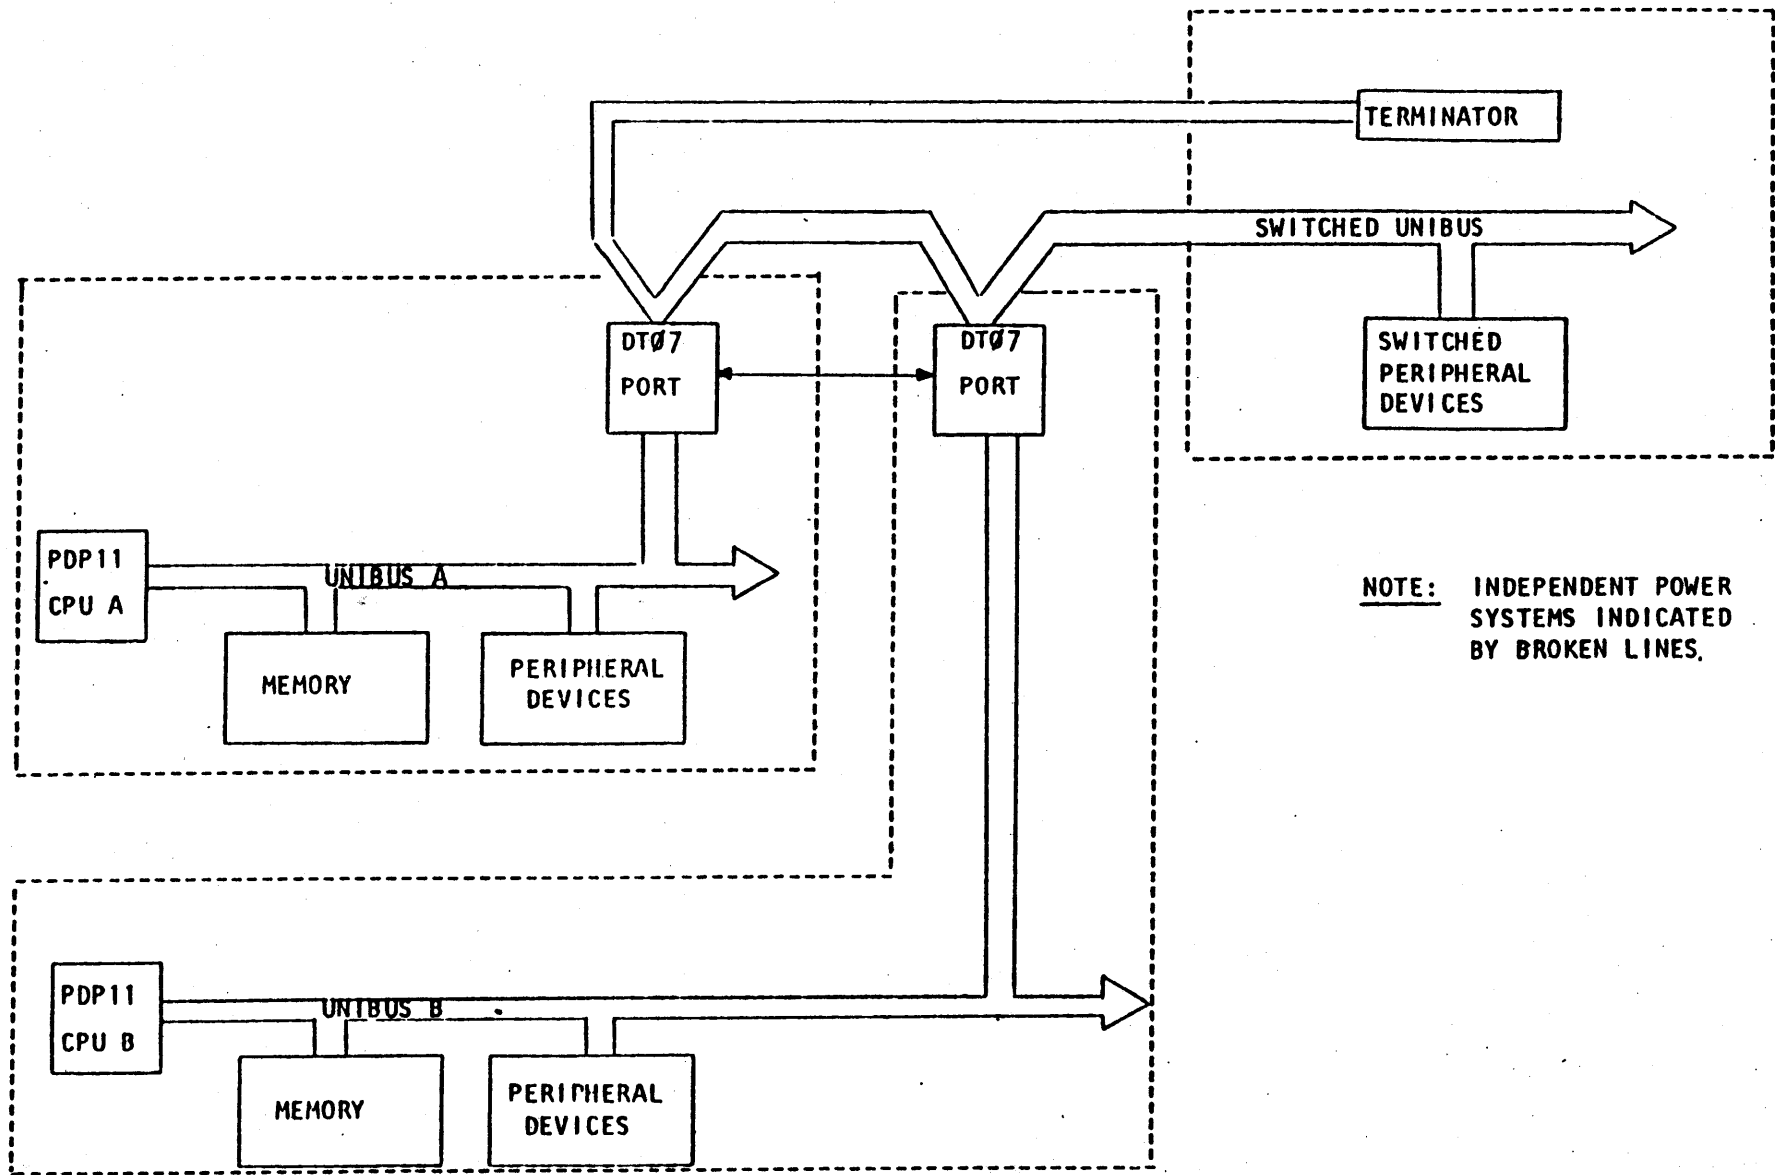 TERMINATOR
SWITCHED UNIBUS
SWITCHED
PERIPHERAL
DEVICES
DTØ7
PORT
DTØ7
PORT
PDP11
CPU A
UNIBUS A
MEMORY
PERIPHERAL
DEVICES
NOTE: INDEPENDENT POWER
SYSTEMS INDICATED
BY BROKEN LINES.
PDP11
CPU B
UNIBUS B
MEMORY
PERIPHERAL
DEVICES